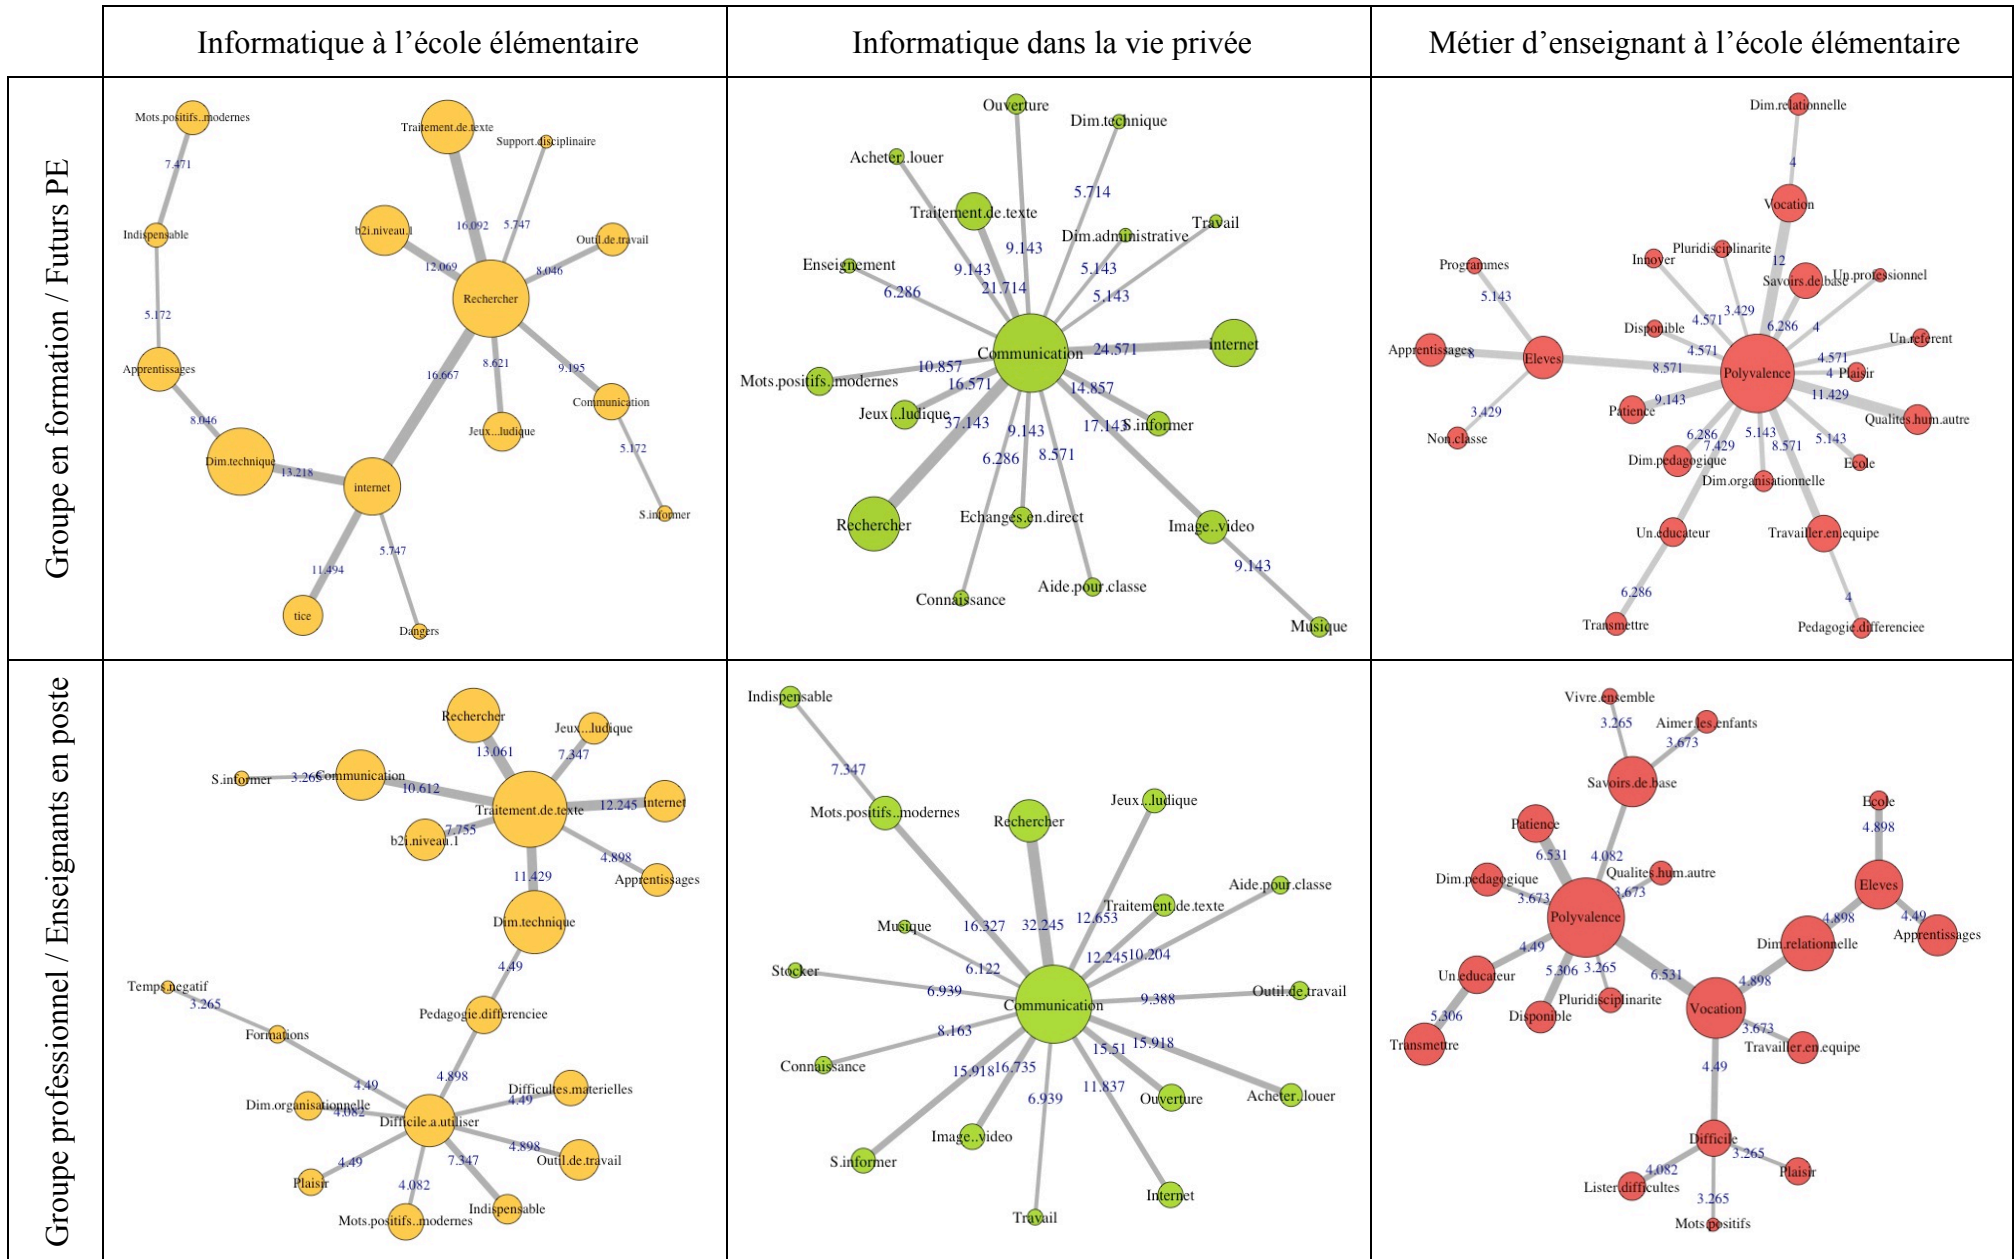 Informatique à l’école élémentaire
Informatique dans la vie privée
Métier d’enseignant à l’école élémentaire
Groupe en formation / Futurs PE
Mots.positifs..modernes
7.471
Indispensable
5.172
Apprentissages
8.046
Dim.technique
13.218
internet
11.494
tice
5.747
Dangers
16.667
Rechercher
Traitement.de.texte
16.092
Support.disciplinaire
5.747
b2i.niveau.1
12.069
Outil.de.travail
8.046
8.621
Jeux...ludique
9.195
Communication
5.172
S.informer
Ouverture
9.143
Dim.technique
5.714
Acheter..louer
9.143
Traitement.de.texte
21.714
Dim.administrative
5.143
Travail
5.143
Enseignement
6.286
Communication
24.571
internet
Mots.positifs..modernes
10.857
Jeux...ludique
16.571
37.143
Rechercher
14.857
S.informer
17.143
Image..video
9.143
Musique
9.143
Echanges.en.direct
6.286
Connaissance
8.571
Aide.pour.classe
Dim.relationnelle
4
Vocation
12
Pluridisciplinarite
3.429
Innover
4.571
Savoirs.de.base
6.286
Un.professionnel
4
Programmes
5.143
Disponible
4.571
Un.referent
4.571
Apprentissages
8
Eleves
8.571
Polyvalence
4
Plaisir
3.429
Non.classe
Patience
9.143
11.429
Qualites.hum.autre
Dim.pedagogique
6.286
7.429
5.143
Dim.organisationnelle
8.571
5.143
Ecole
Un.educateur
6.286
Transmettre
Travailler.en.equipe
4
Pedagogie.differenciee
Groupe professionnel / Enseignants en poste
Rechercher
13.061
Jeux...ludique
7.347
S.informer
3.265
Communication
10.612
Traitement.de.texte
12.245
internet
b2i.niveau.1
7.755
4.898
Apprentissages
11.429
Dim.technique
4.49
Pedagogie.differenciee
4.898
Temps.negatif
3.265
Formations
4.49
Dim.organisationnelle
4.082
Difficile.a.utiliser
Difficultes.materielles
4.49
4.898
Outil.de.travail
4.49
Plaisir
4.082
Mots.positifs..modernes
7.347
Indispensable
Indispensable
7.347
Mots.positifs..modernes
16.327
Rechercher
32.245
Jeux...ludique
12.653
Traitement.de.texte
12.245
Aide.pour.classe
10.204
Musique
6.122
Stocker
6.939
Communication
9.388
Outil.de.travail
8.163
Connaissance
15.918
S.informer
16.735
Image..video
6.939
Travail
11.837
Internet
15.51
Ouverture
15.918
Acheter..louer
Vivre.ensemble
3.265
Aimer.les.enfants
3.673
Savoirs.de.base
4.082
Patience
6.531
Qualites.hum.autre
3.673
Dim.pedagogique
3.673
Polyvalence
4.49
Un.educateur
5.306
Transmettre
5.306
Disponible
3.265
Pluridisciplinarite
6.531
Vocation
4.898
Dim.relationnelle
4.898
Eleves
4.898
Ecole
4.49
Apprentissages
3.673
Travailler.en.equipe
4.49
Difficile
3.265
Plaisir
4.082
Lister.difficultes
3.265
Mots.positifs